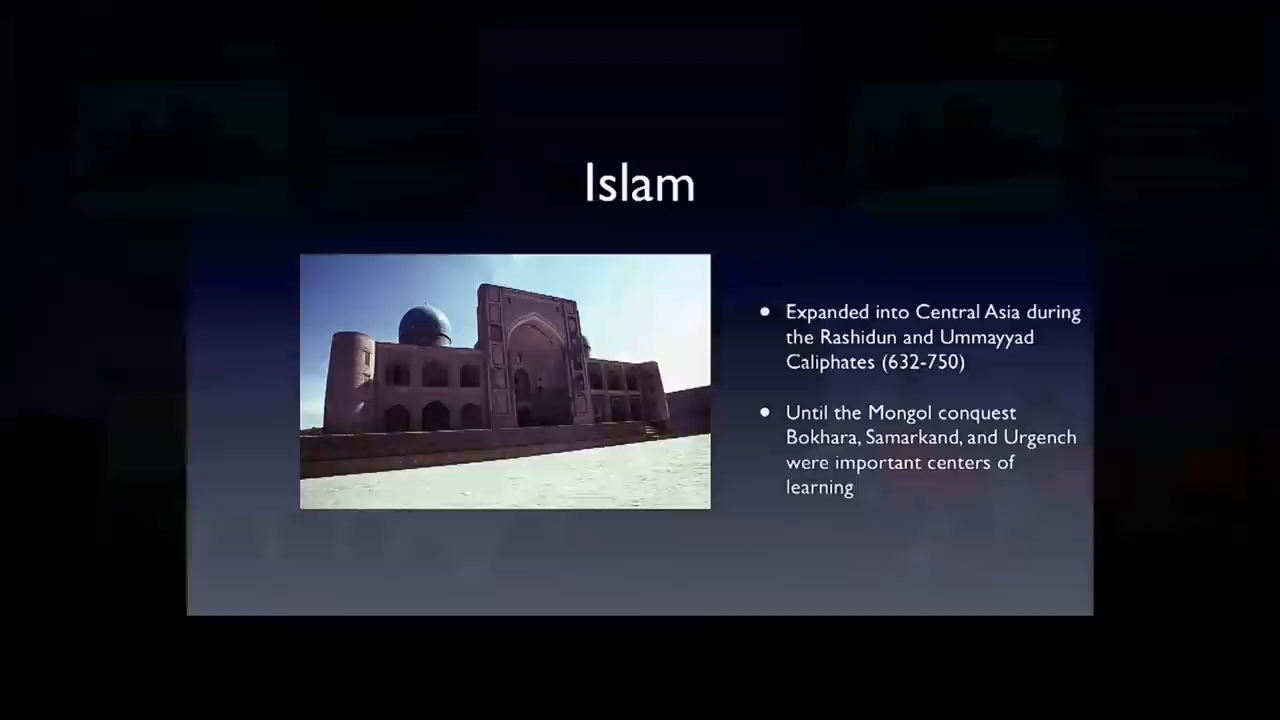 Islam
• Expanded into Central Asia during
the Rashidun and Ummayyad
Caliphates (632-750)
• Until the Mongol conquest
Bokhara, Samarkand, and Urgench
were important centers of
learning